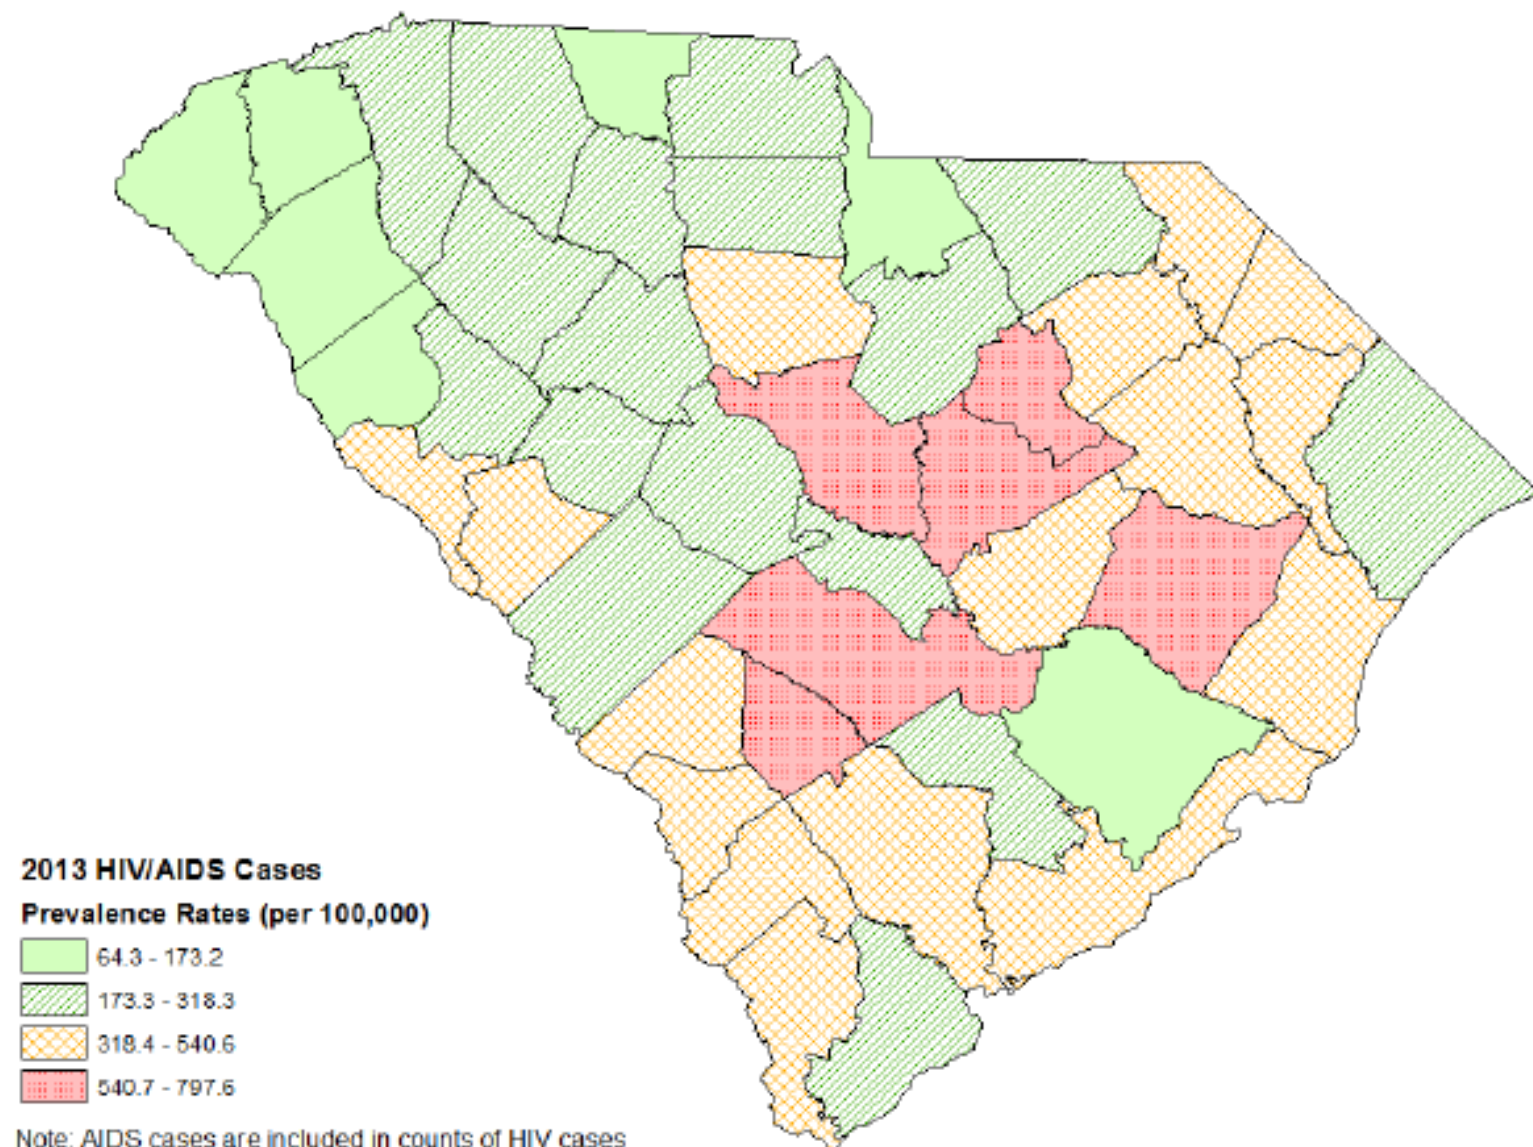 2013 HIV/AIDS Cases
Prevalence Rates (per 100,000)
64.3 - 173.2
173.3 - 318.3
318.4 - 540.6
540.7 - 797.6
Note: AIDS cases are included in counts of HIV cases